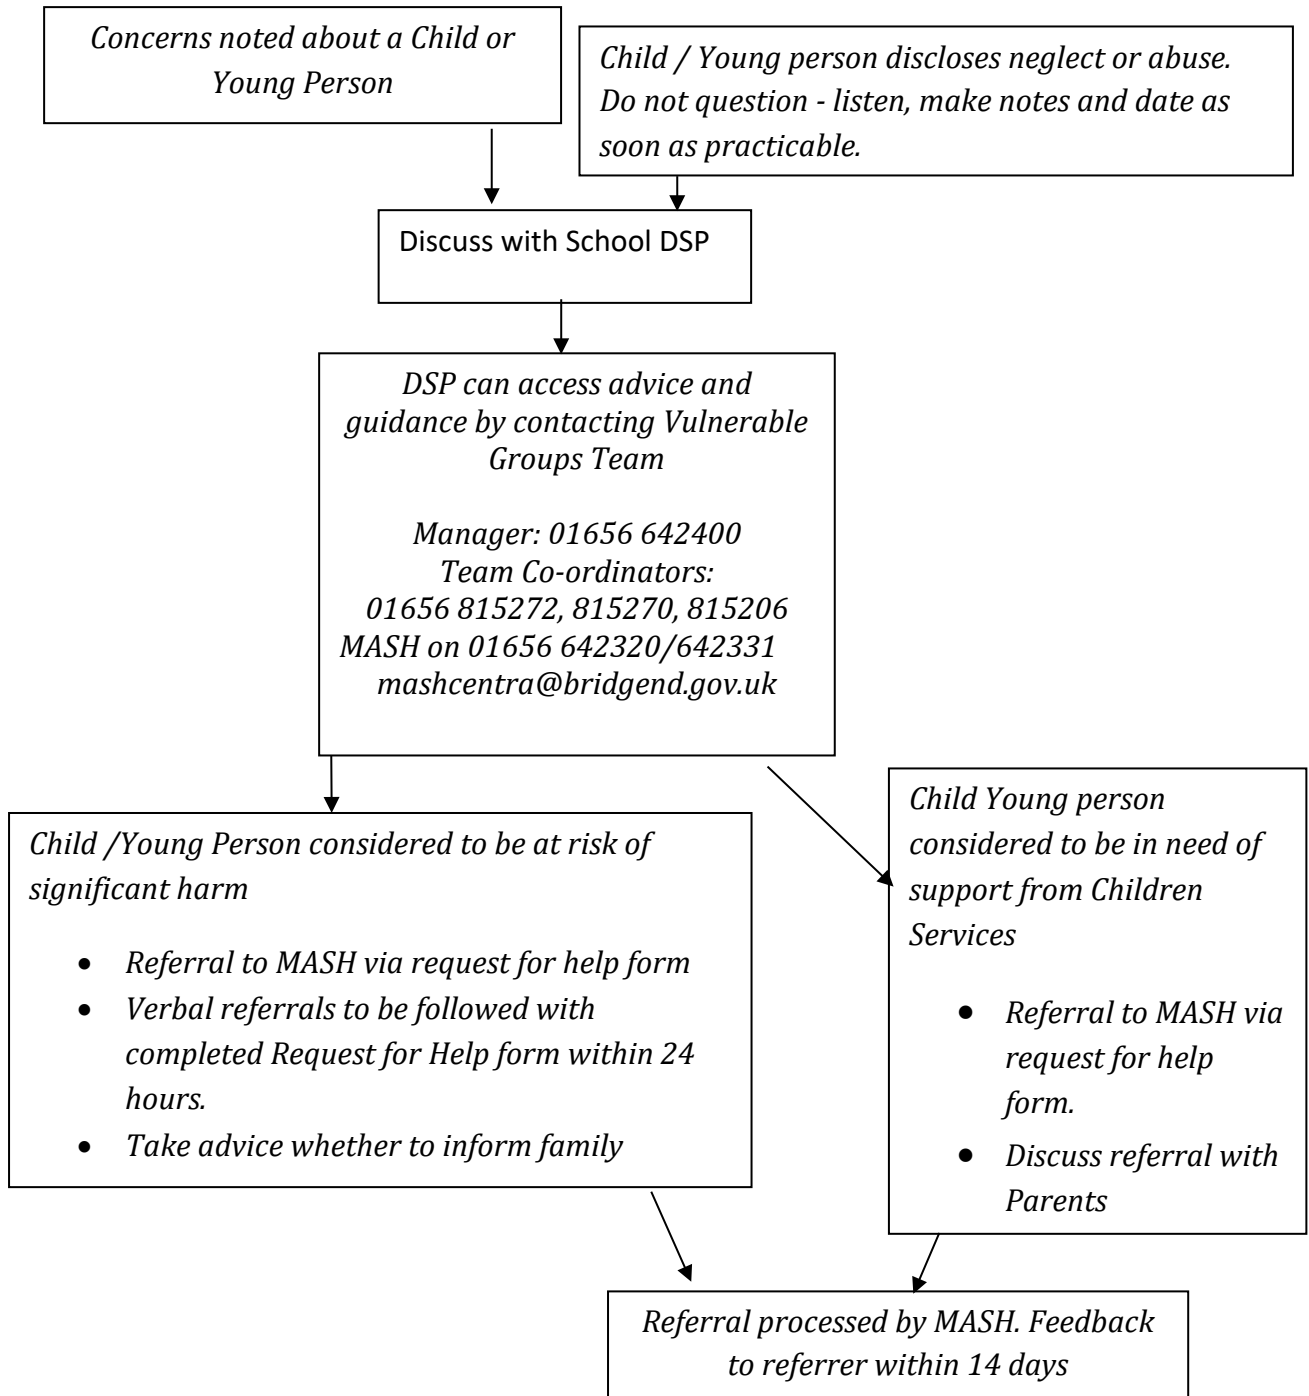 Concerns noted about a Child or
Young Person
Child / Young person discloses neglect or abuse.
Do not question - listen, make notes and date as
soon as practicable.
Discuss with School DSP
DSP can access advice and
guidance by contacting Vulnerable
Groups Team
Manager: 01656 642400
Team Co-ordinators:
01656 815272, 815270, 815206
MASH on 01656 642320/642331
mashcentra@bridgend.gov.uk
Child /Young Person considered to be at risk of
significant harm
• Referral to MASH via request for help form
• Verbal referrals to be followed with
completed Request for Help form within 24
hours.
• Take advice whether to inform family
Child Young person
considered to be in need of
support from Children
Services
• Referral to MASH via
request for help
form.
• Discuss referral with
Parents
Referral processed by MASH. Feedback
to referrer within 14 days